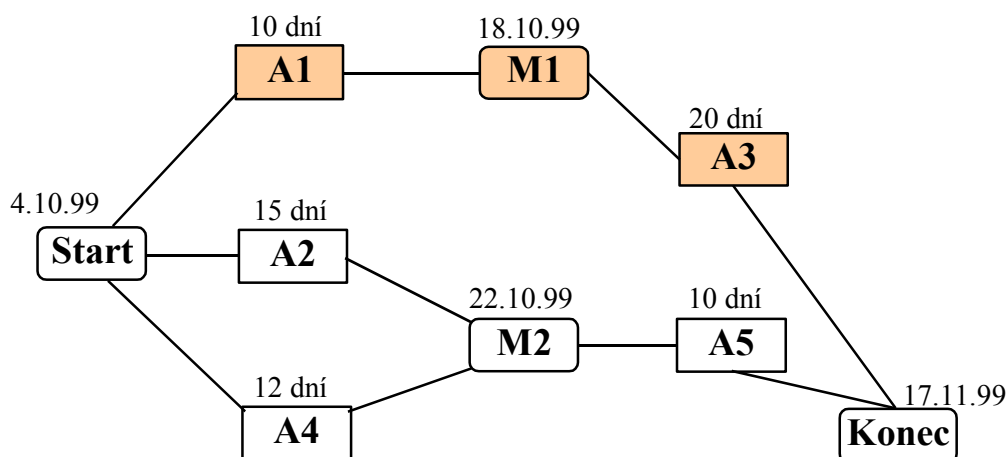 10 dní
A1
18.10.99
M1
20 dní
A3
4.10.99
Start
15 dní
A2
22.10.99
M2
10 dní
A5
12 dní
A4
17.11.99
Konec